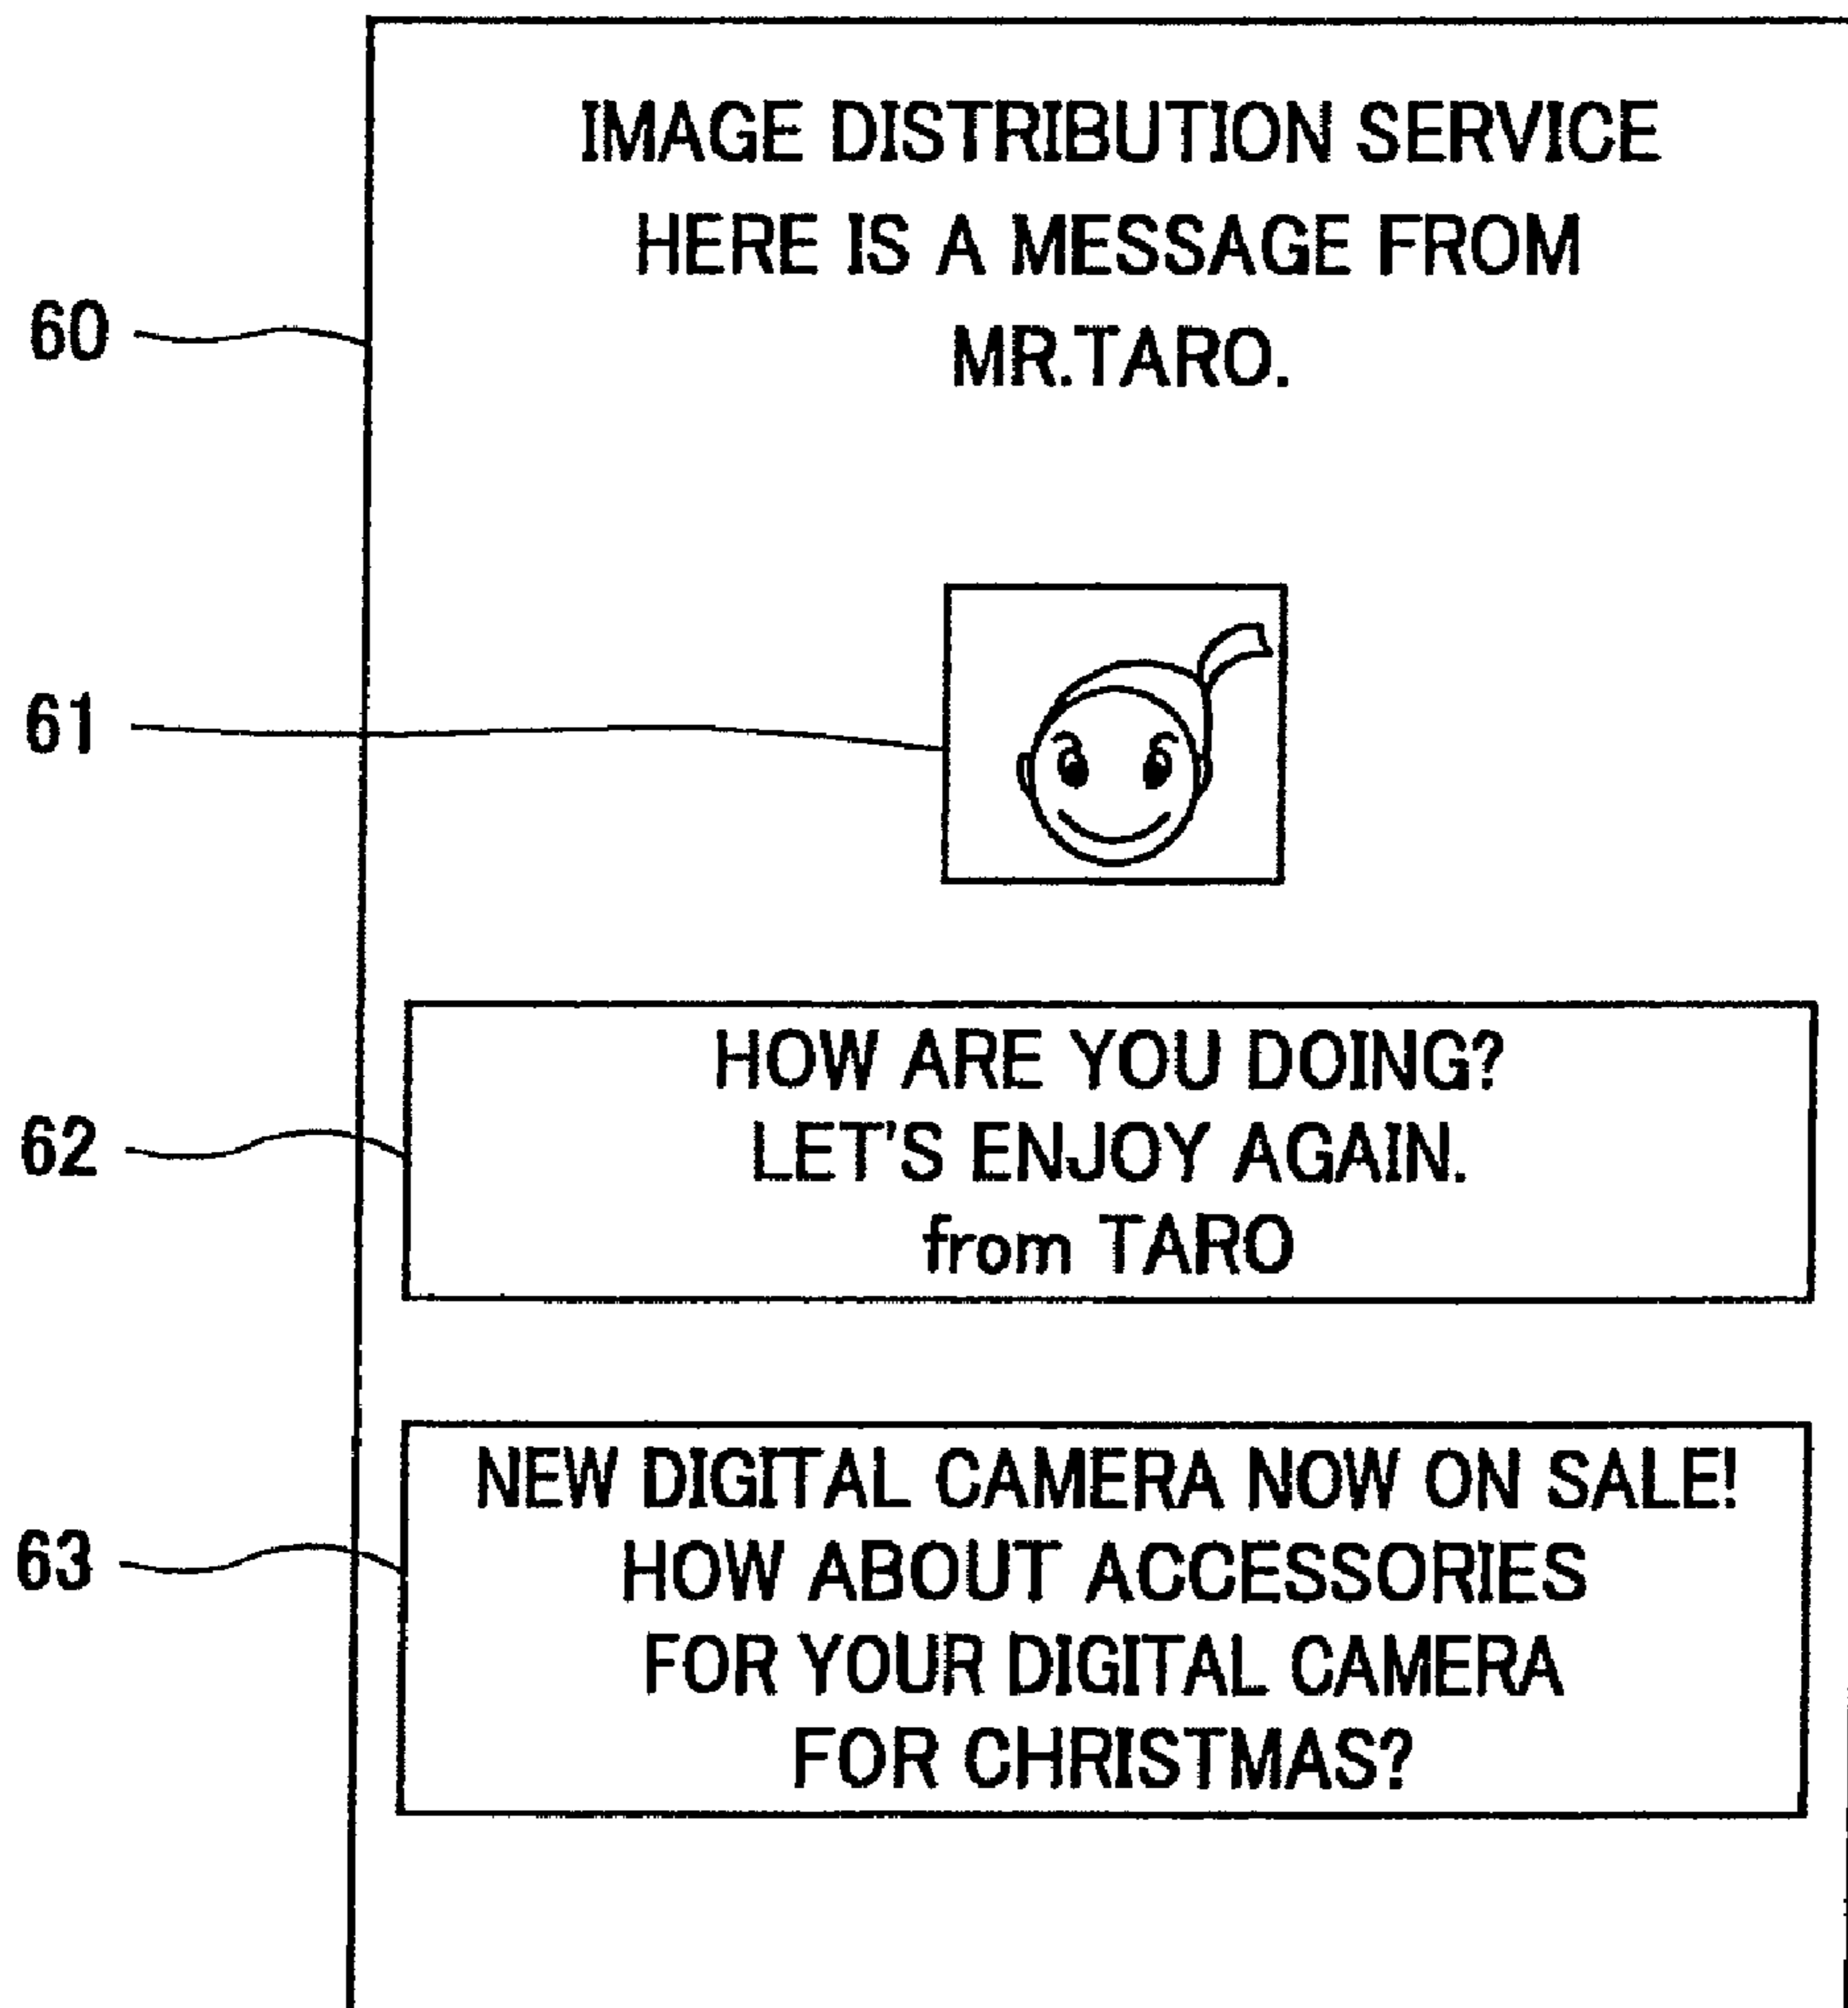 IMAGE DISTRIBUTION SERVICE
HERE IS A MESSAGE FROM
MR.TARO.
60
61
HOW ARE YOU DOING?
LET'S ENJOY AGAIN.
from TARO
62
NEW DIGITAL CAMERA NOW ON SALE!
HOW ABOUT ACCESSORIES
FOR YOUR DIGITAL CAMERA
FOR CHRISTMAS?
63